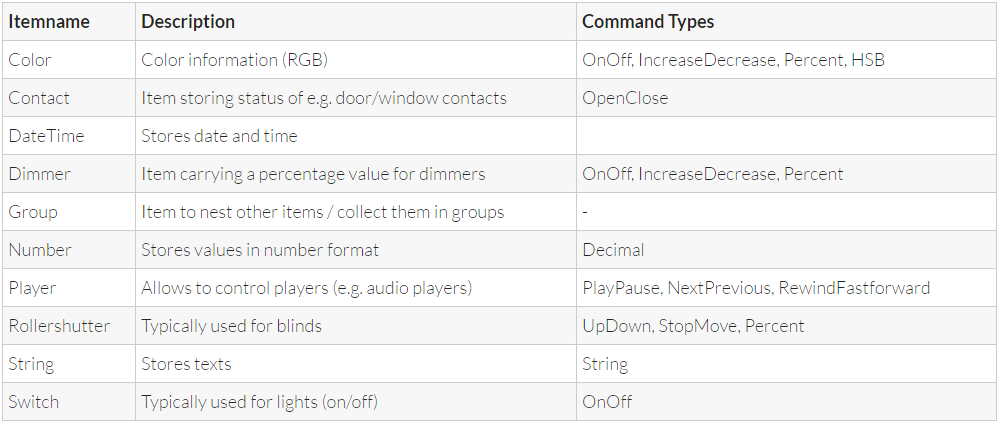 Itemname Description Command Types
Color Color information (RGB) OnOff, IncreaseDecrease, Percent, HSB
Contact Item storing status of e.g. door/window contacts OpenClose
DateTime Stores date and time
Dimmer Item carrying a percentage value for dimmers OnOff, IncreaseDecrease, Percent
Group Item to nest other items / collect them in groups -
Number Stores values in number format Decimal
Player Allows to control players (e.g. audio players) PlayPause, NextPrevious, RewindFastforward
Rollershutter Typically used for blinds UpDown, StopMove, Percent
String Stores texts String
Switch Typically used for lights (on/off) OnOff